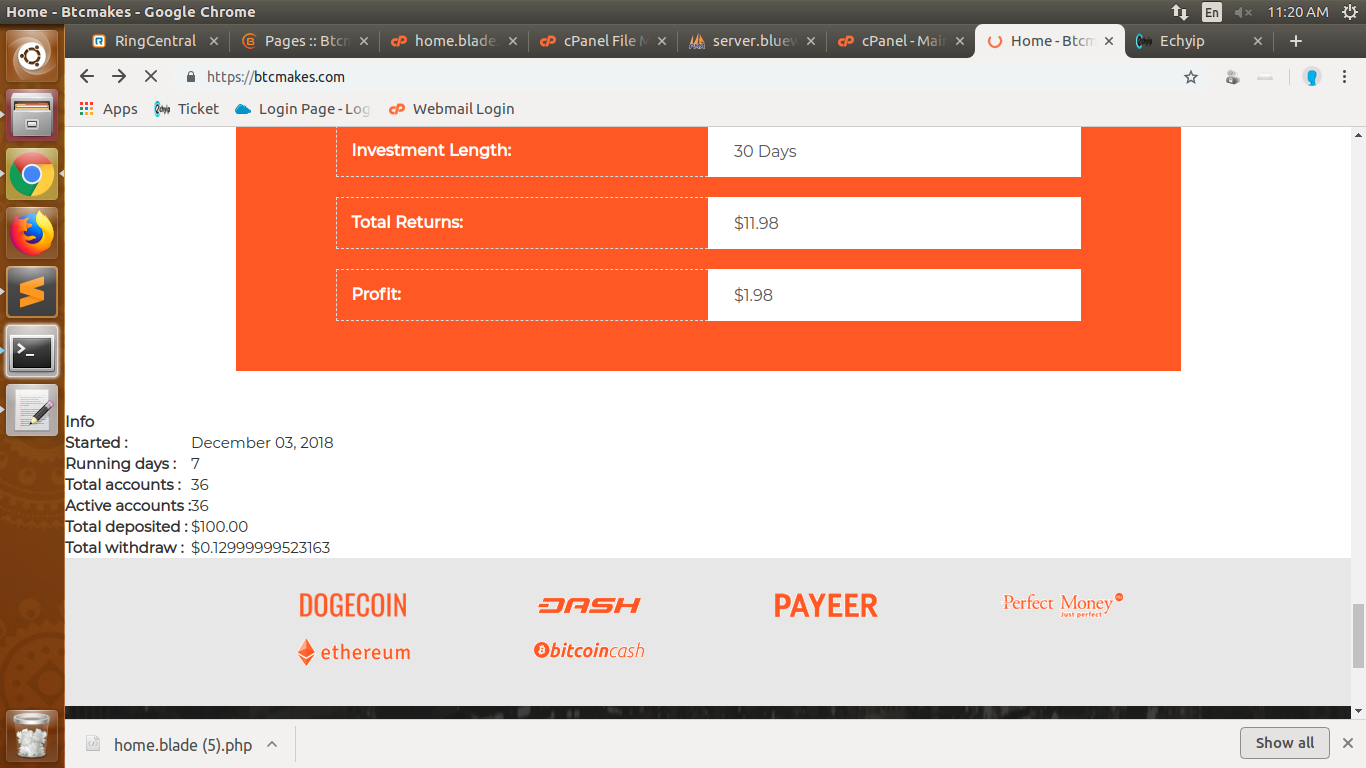 Home - Btcmakes - Google Chrome
En
11:20 AM
RingCentral
Pages :: Btcm
home.blade.
cPanel File M
server.bluew
cPanel - Main
Home - Btcm
Echyip
https://btcmakes.com
Apps
Ticket
Login Page - Log
Webmail Login
Investment Length:
30 Days
Total Returns:
$11.98
Profit:
$1.98
Info
Started :
December 03, 2018
Running days :
7
Total accounts :
36
Active accounts :
36
Total deposited :
$100.00
Total withdraw :
$0.12999999523163
DOGECOIN
DASH
PAYEER
Perfect Money
Just perfect
ethereum
bitcoincash
home.blade (5).php
Show all